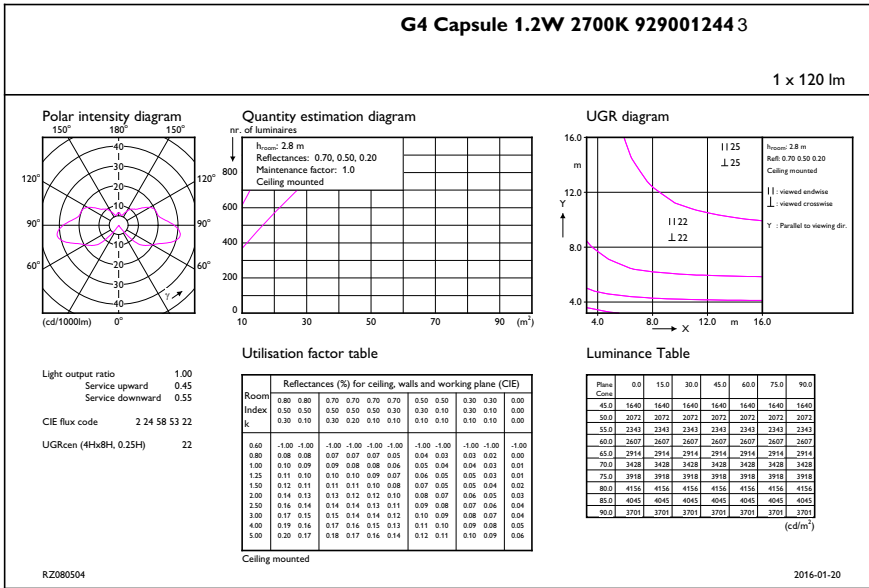 G4 Capsule 1.2W 2700K 929001244 3
1 x 120 lm
Polar intensity diagram
150° 180° 150°
40
30
120° 20 120°
10
90° 90°
10
60° 20 60°
30
40
γ
(cd/1000lm) 0°
Quantity estimation diagram
nr. of luminaires
hroom: 2.8 m
Reflectances: 0.70, 0.50, 0.20
Maintenance factor: 1.0
Ceiling mounted
800
600
400
200
0
10 30 50 70 90 (m²)
UGR diagram
16.0
m
12.0
Y
8.0
4.0
4.0 8.0 12.0 m 16.0
X
II 25
⊥ 25
II 22
⊥ 22
hroom: 2.8 m
Refl: 0.70 0.50 0.20
Ceiling mounted
II : viewed endwise
⊥ : viewed crosswise
Y : Parallel to viewing dir.
Light output ratio 1.00
Service upward 0.45
Service downward 0.55
CIE flux code 2 24 58 53 22
UGRcen (4Hx8H, 0.25H) 22
Utilisation factor table
Room Index k
Reflectances (%) for ceiling, walls and working plane (CIE)
0.80 0.80 0.70 0.70 0.70 0.70 0.50 0.50 0.30 0.30 0.00
0.50 0.50 0.50 0.50 0.50 0.30 0.30 0.10 0.30 0.10 0.00
0.30 0.10 0.30 0.20 0.10 0.10 0.10 0.10 0.10 0.10 0.00
0.60 -1.00 -1.00 -1.00 -1.00 -1.00 -1.00 -1.00 -1.00 -1.00 -1.00 -1.00
0.80 0.08 0.08 0.07 0.07 0.07 0.05 0.04 0.03 0.03 0.02 0.00
1.00 0.10 0.09 0.09 0.08 0.08 0.06 0.05 0.04 0.04 0.03 0.01
1.25 0.11 0.10 0.10 0.10 0.09 0.07 0.06 0.05 0.05 0.03 0.01
1.50 0.12 0.11 0.11 0.11 0.10 0.08 0.07 0.05 0.05 0.04 0.02
2.00 0.14 0.13 0.13 0.12 0.12 0.10 0.08 0.07 0.06 0.05 0.03
2.50 0.16 0.14 0.14 0.14 0.13 0.11 0.09 0.08 0.07 0.06 0.04
3.00 0.17 0.15 0.15 0.14 0.14 0.12 0.10 0.09 0.08 0.07 0.04
4.00 0.19 0.16 0.17 0.16 0.15 0.13 0.11 0.10 0.09 0.08 0.05
5.00 0.20 0.17 0.18 0.17 0.16 0.14 0.12 0.11 0.10 0.09 0.06
Ceiling mounted
Luminance Table
Plane 0.0 15.0 30.0 45.0 60.0 75.0 90.0
Cone
45.0 1640 1640 1640 1640 1640 1640 1640
50.0 2072 2072 2072 2072 2072 2072 2072
55.0 2343 2343 2343 2343 2343 2343 2343
60.0 2607 2607 2607 2607 2607 2607 2607
65.0 2914 2914 2914 2914 2914 2914 2914
70.0 3428 3428 3428 3428 3428 3428 3428
75.0 3918 3918 3918 3918 3918 3918 3918
80.0 4156 4156 4156 4156 4156 4156 4156
85.0 4045 4045 4045 4045 4045 4045 4045
90.0 3701 3701 3701 3701 3701 3701 3701
(cd/m²)
RZ080504
2016-01-20